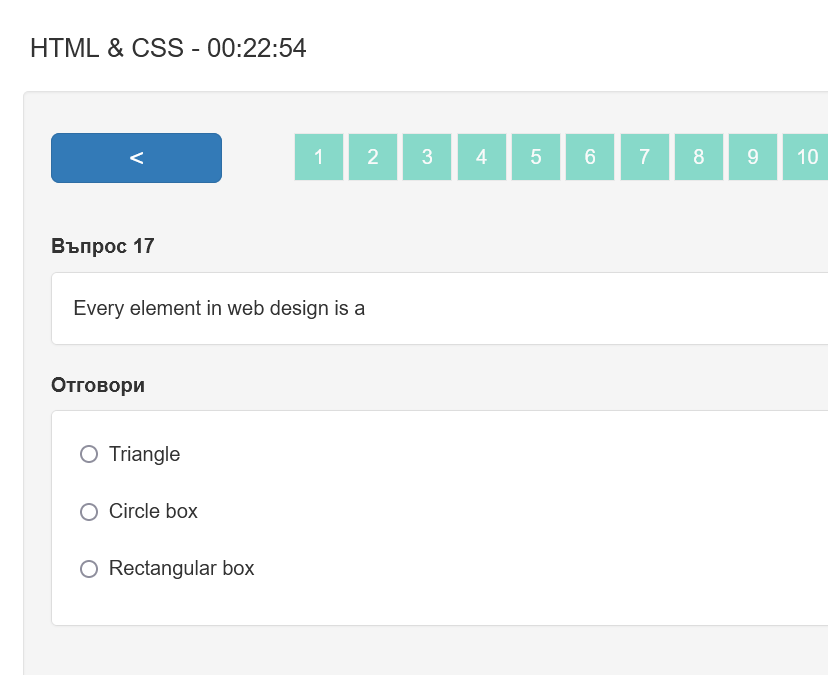 HTML & CSS - 00:22:54
< 1 2 3 4 5 6 7 8 9 10
Въпрос 17
Every element in web design is a
Отговори
Triangle
Circle box
Rectangular box